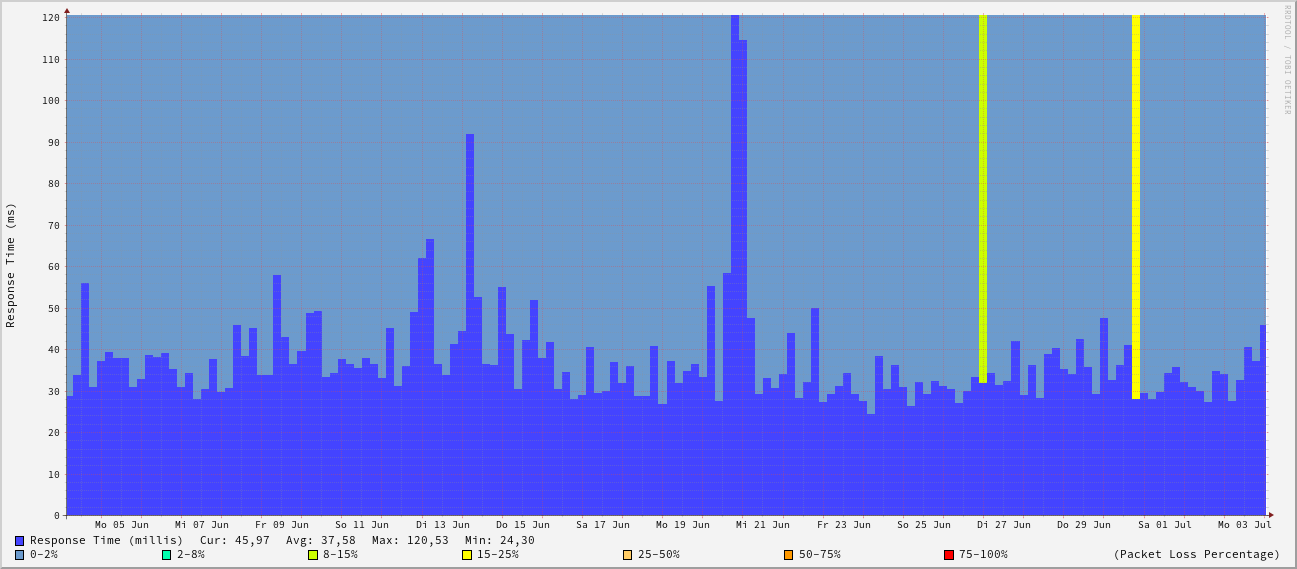 RRDTOOL / TOBI OETIKER
Response Time (ms)
120
110
100
90
80
70
60
50
40
30
20
10
0
Mo 05 Jun Mi 07 Jun Fr 09 Jun So 11 Jun Di 13 Jun Do 15 Jun Sa 17 Jun Mo 19 Jun Mi 21 Jun Fr 23 Jun So 25 Jun Di 27 Jun Do 29 Jun Sa 01 Jul Mo 03 Jul
Response Time (millis) Cur: 45,97 Avg: 37,58 Max: 120,53 Min: 24,30
0-2% 2-8% 8-15% 15-25% 25-50% 50-75% 75-100% (Packet Loss Percentage)